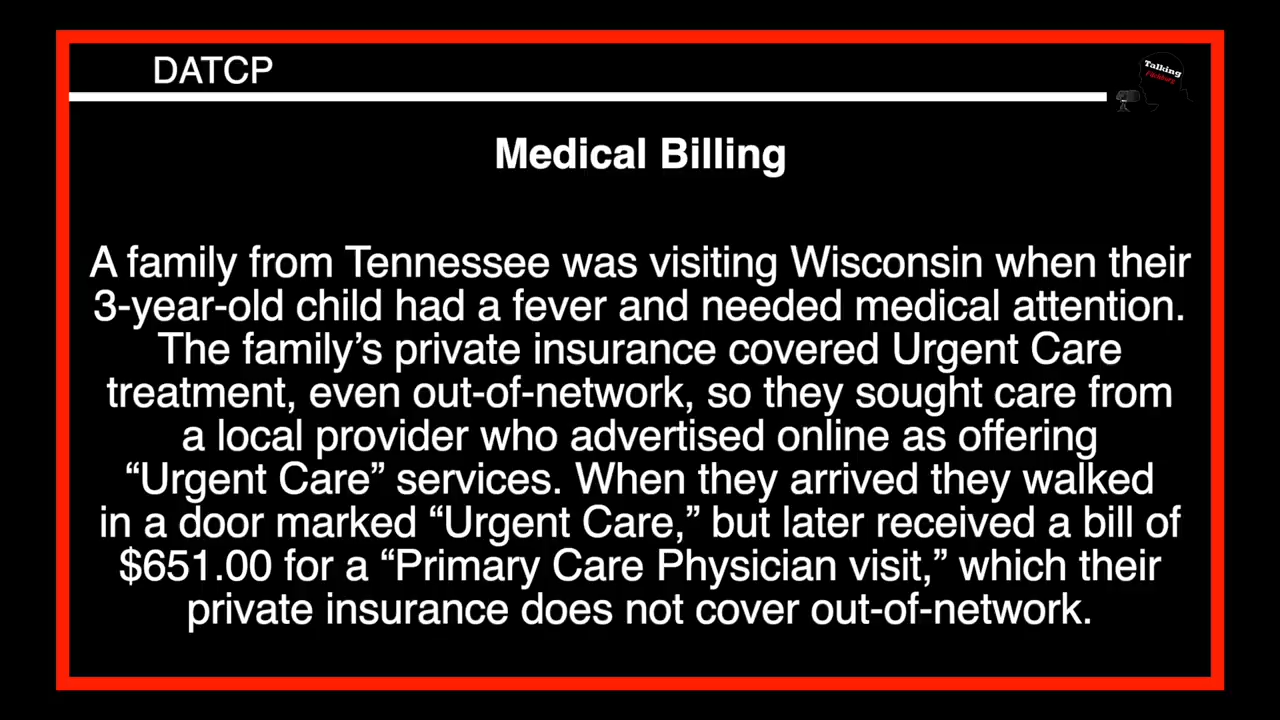 DATCP
Talking
Fitchburg
Medical Billing
A family from Tennessee was visiting Wisconsin when their
3-year-old child had a fever and needed medical attention.
The family’s private insurance covered Urgent Care
treatment, even out-of-network, so they sought care from
a local provider who advertised online as offering
“Urgent Care” services. When they arrived they walked
in a door marked “Urgent Care,” but later received a bill of
$651.00 for a “Primary Care Physician visit,” which their
private insurance does not cover out-of-network.